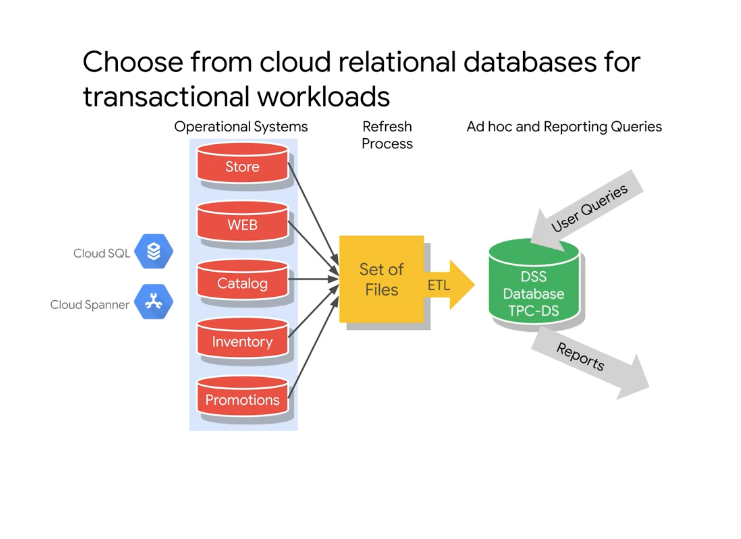 Choose from cloud relational databases for
transactional workloads
Operational Systems
Refresh
Process
Ad hoc and Reporting Queries
Store
WEB
Catalog
Inventory
Promotions
Cloud SQL
Cloud Spanner
Set of
Files
ETL
User Queries
DSS
Database
TPC-DS
Reports